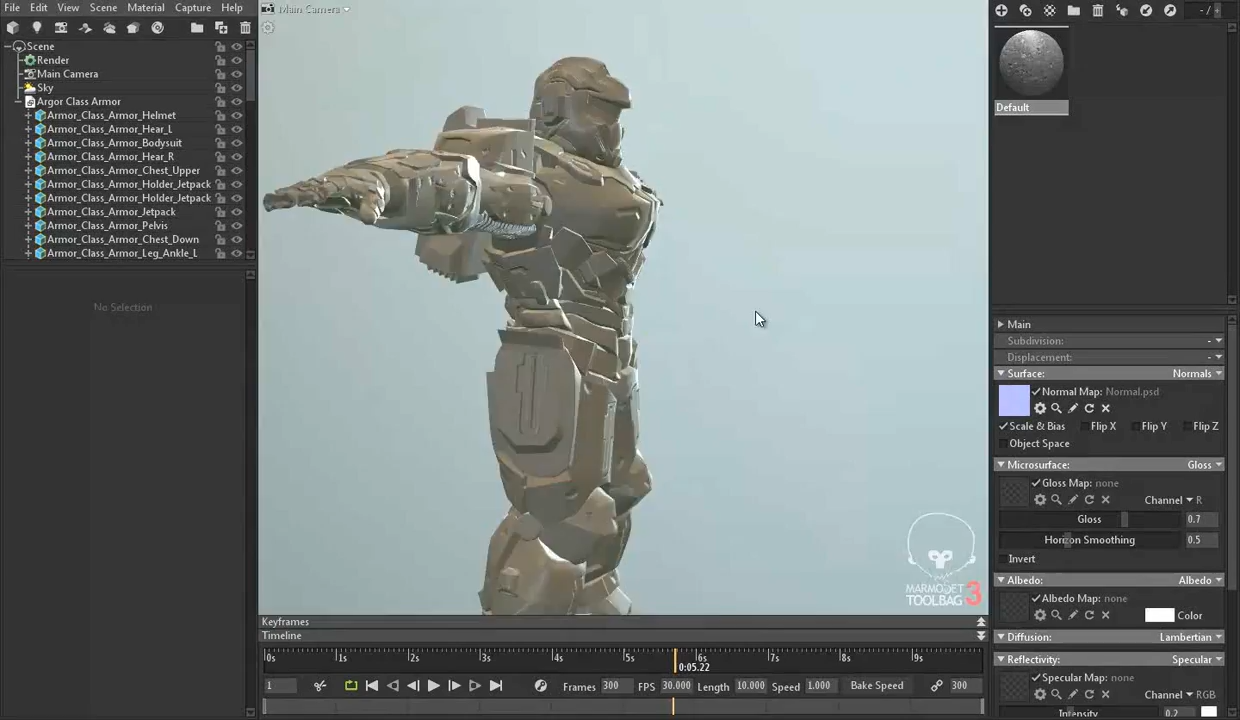 File Edit View Scene Material Capture Help
Main Camera
- /
Scene
Render
Main Camera
Sky
Argor Class Armor
Armor_Class_Armor_Helmet
Armor_Class_Armor_Hear_L
Armor_Class_Armor_Bodysuit
Armor_Class_Armor_Hear_R
Armor_Class_Armor_Chest_Upper
Armor_Class_Armor_Holder_Jetpack
Armor_Class_Armor_Holder_Jetpack
Armor_Class_Armor_Jetpack
Armor_Class_Armor_Pelvis
Armor_Class_Armor_Chest_Down
Armor_Class_Armor_Leg_Ankle_L
No Selection
MARMOSET
TOOLBAG 3
Keyframes
Timeline
0s 1s 2s 3s 4s 5s 6s 7s 8s 9s
0:05.22
1 Frames 300 FPS 30.000 Length 10.000 Speed 1.000 Bake Speed 300
Default
Main
Subdivision: -
Displacement: -
Surface: Normals
Normal Map: Normal.psd
Scale & Bias Flip X Flip Y Flip Z
Object Space
Microsurface: Gloss
Gloss Map: none
Channel R
Gloss 0.7
Horizon Smoothing 0.5
Invert
Albedo: Albedo
Albedo Map: none
Color
Diffusion: Lambertian
Reflectivity: Specular
Specular Map: none
Channel RGB
Intensity 0.2